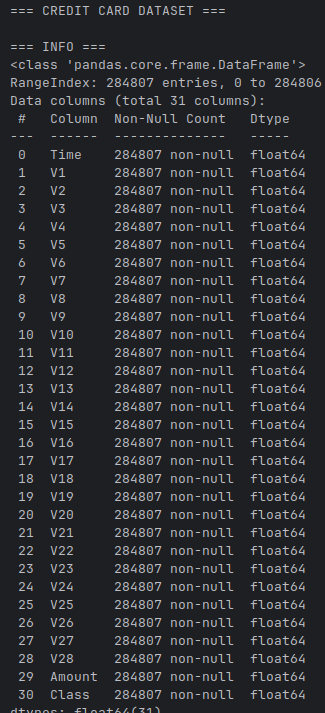 === CREDIT CARD DATASET ===
=== INFO ===
<class 'pandas.core.frame.DataFrame'>
RangeIndex: 284807 entries, 0 to 284806
Data columns (total 31 columns):
 #   Column  Non-Null Count   Dtype
---  ------  --------------   -----
 0   Time    284807 non-null  float64
 1   V1      284807 non-null  float64
 2   V2      284807 non-null  float64
 3   V3      284807 non-null  float64
 4   V4      284807 non-null  float64
 5   V5      284807 non-null  float64
 6   V6      284807 non-null  float64
 7   V7      284807 non-null  float64
 8   V8      284807 non-null  float64
 9   V9      284807 non-null  float64
 10  V10     284807 non-null  float64
 11  V11     284807 non-null  float64
 12  V12     284807 non-null  float64
 13  V13     284807 non-null  float64
 14  V14     284807 non-null  float64
 15  V15     284807 non-null  float64
 16  V16     284807 non-null  float64
 17  V17     284807 non-null  float64
 18  V18     284807 non-null  float64
 19  V19     284807 non-null  float64
 20  V20     284807 non-null  float64
 21  V21     284807 non-null  float64
 22  V22     284807 non-null  float64
 23  V23     284807 non-null  float64
 24  V24     284807 non-null  float64
 25  V25     284807 non-null  float64
 26  V26     284807 non-null  float64
 27  V27     284807 non-null  float64
 28  V28     284807 non-null  float64
 29  Amount  284807 non-null  float64
 30  Class   284807 non-null  float64
dtypes: float64(31)